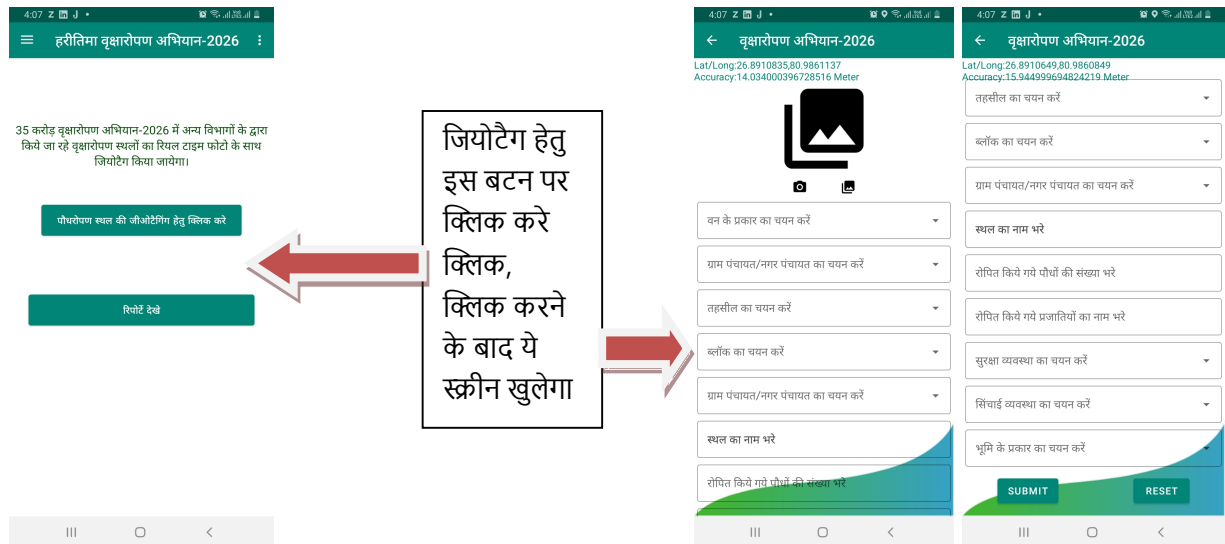 4:07 Z in J •
हरीतिमा वृक्षारोपण अभियान-2026
35 करोड़ वृक्षारोपण अभियान-2026 में अन्य विभागों के द्वारा
किये जा रहे वृक्षारोपण स्थलों का रियल टाइम फोटो के साथ
जियोटैग किया जायेगा।
पौधरोपण स्थल की जीओटैगिंग हेतु क्लिक करे
रिपोर्टे देखे
जियोटैग हेतु
इस बटन पर
क्लिक करे
क्लिक,
क्लिक करने
के बाद ये
स्क्रीन खुलेगा
4:07 Z in J •
वृक्षारोपण अभियान-2026
Lat/Long:26.8910835,80.9861137
Accuracy:14.034000396728516 Meter
वन के प्रकार का चयन करें
ग्राम पंचायत/नगर पंचायत का चयन करें
तहसील का चयन करें
ब्लॉक का चयन करें
ग्राम पंचायत/नगर पंचायत का चयन करें
स्थल का नाम भरे
रोपित किये गये पौधों की संख्या भरे
4:07 Z in J •
वृक्षारोपण अभियान-2026
Lat/Long:26.8910649,80.9860849
Accuracy:15.944999694824219 Meter
तहसील का चयन करें
ब्लॉक का चयन करें
ग्राम पंचायत/नगर पंचायत का चयन करें
स्थल का नाम भरे
रोपित किये गये पौधों की संख्या भरे
रोपित किये गये प्रजातियों का नाम भरे
सुरक्षा व्यवस्था का चयन करें
सिंचाई व्यवस्था का चयन करें
भूमि के प्रकार का चयन करें
SUBMIT RESET